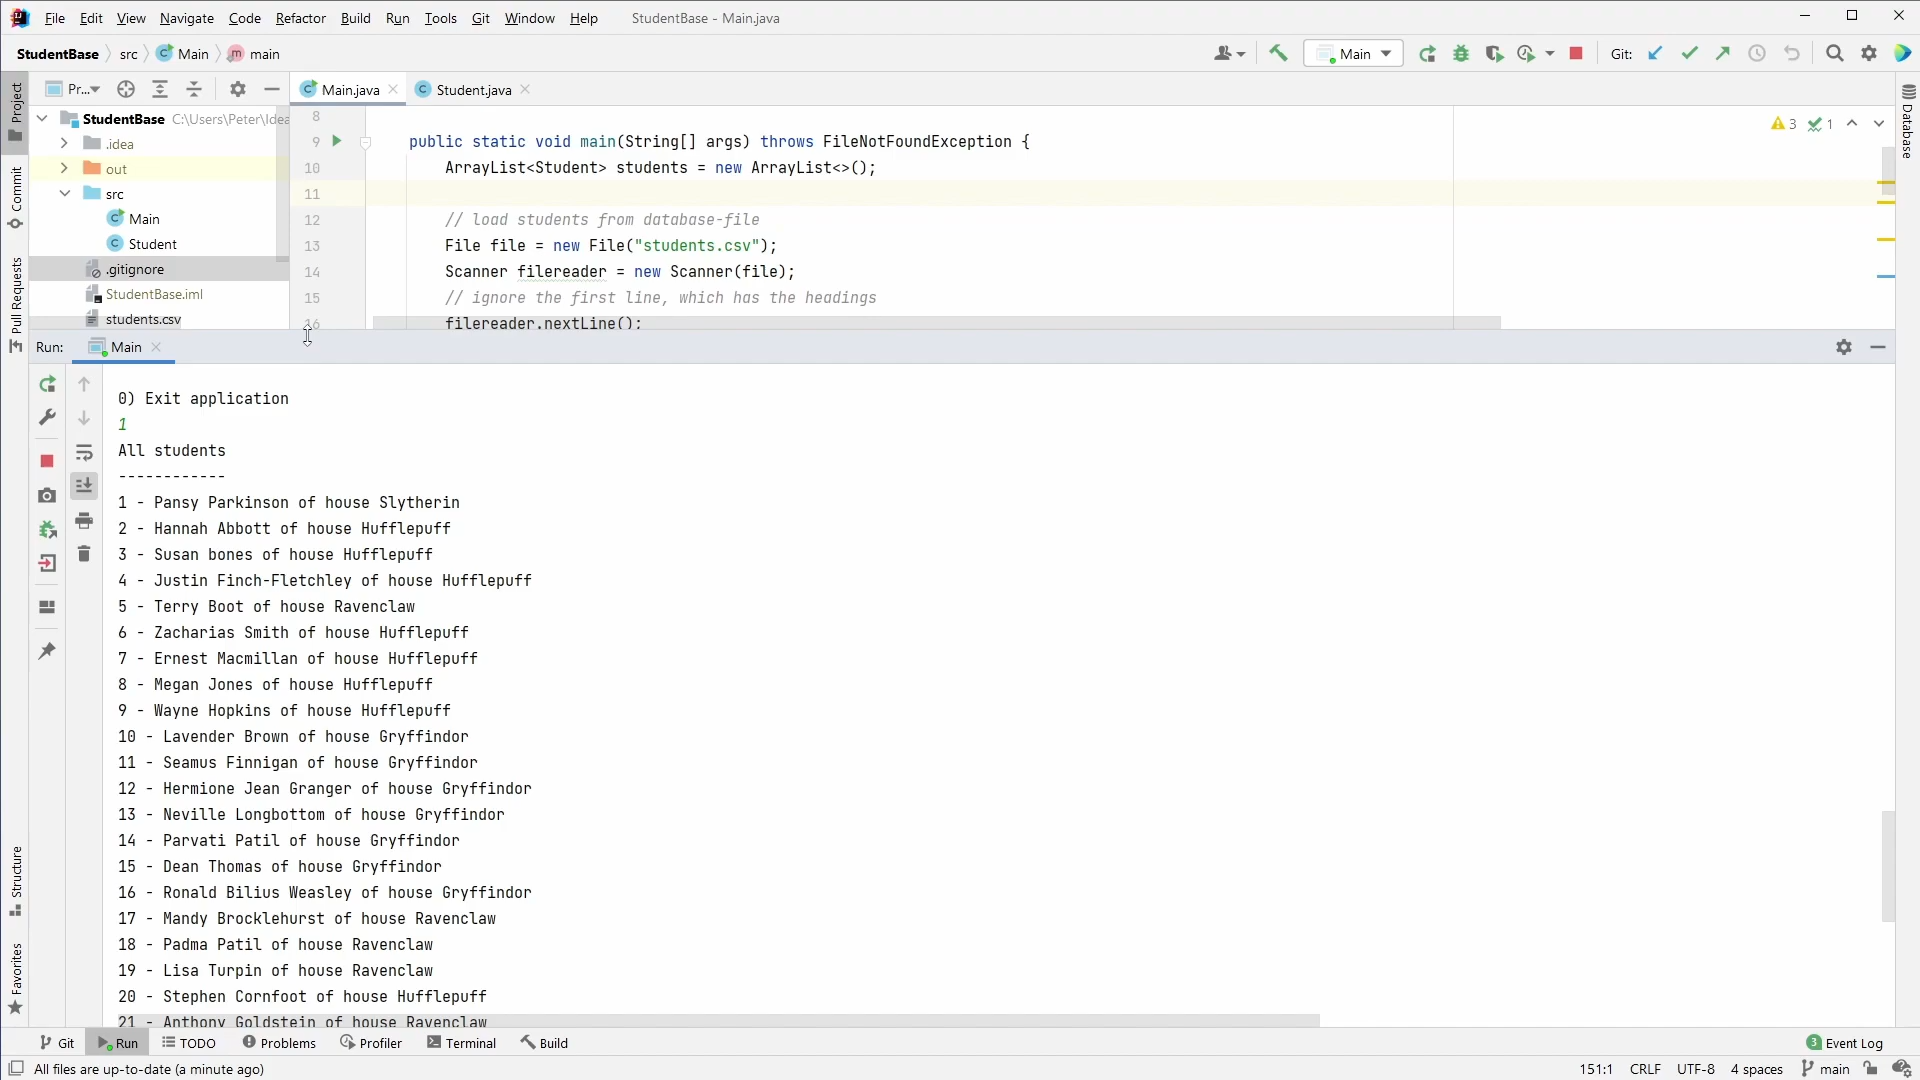 File Edit View Navigate Code Refactor Build Run Tools Git Window Help StudentBase - Main.java
StudentBase src Main main Main Git:
Project
Commit
Pull Requests
Structure
Favorites
Database
Pr... Main.java Student.java
StudentBase C:\Users\Peter\Idea
.idea
out
src
Main
Student
.gitignore
StudentBase.iml
students.csv
3 1
8
9 public static void main(String[] args) throws FileNotFoundException {
10 ArrayList<Student> students = new ArrayList<>();
11
12 // load students from database-file
13 File file = new File("students.csv");
14 Scanner filereader = new Scanner(file);
15 // ignore the first line, which has the headings
16 filereader.nextLine();
Run: Main
0) Exit application
1
All students
------------
1 - Pansy Parkinson of house Slytherin
2 - Hannah Abbott of house Hufflepuff
3 - Susan bones of house Hufflepuff
4 - Justin Finch-Fletchley of house Hufflepuff
5 - Terry Boot of house Ravenclaw
6 - Zacharias Smith of house Hufflepuff
7 - Ernest Macmillan of house Hufflepuff
8 - Megan Jones of house Hufflepuff
9 - Wayne Hopkins of house Hufflepuff
10 - Lavender Brown of house Gryffindor
11 - Seamus Finnigan of house Gryffindor
12 - Hermione Jean Granger of house Gryffindor
13 - Neville Longbottom of house Gryffindor
14 - Parvati Patil of house Gryffindor
15 - Dean Thomas of house Gryffindor
16 - Ronald Bilius Weasley of house Gryffindor
17 - Mandy Brocklehurst of house Ravenclaw
18 - Padma Patil of house Ravenclaw
19 - Lisa Turpin of house Ravenclaw
20 - Stephen Cornfoot of house Hufflepuff
21 - Anthony Goldstein of house Ravenclaw
Git Run TODO Problems Profiler Terminal Build 3 Event Log
All files are up-to-date (a minute ago) 151:1 CRLF UTF-8 4 spaces main